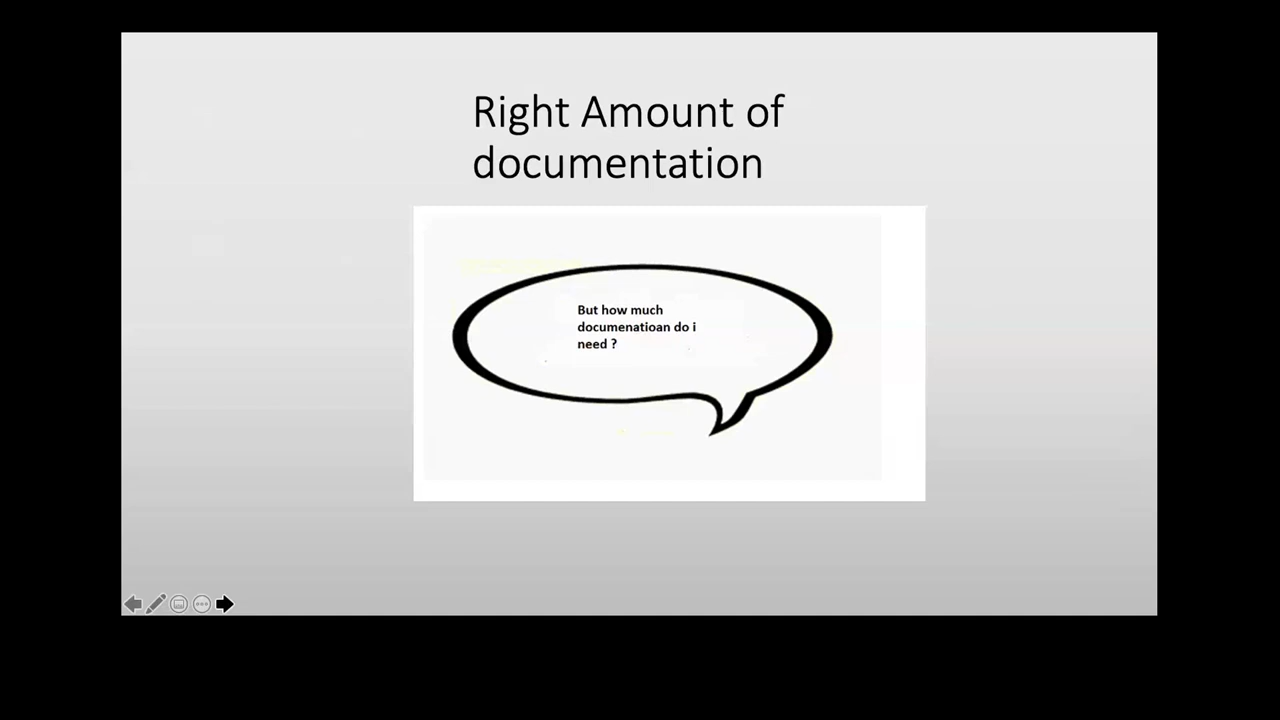 Right Amount of
documentation
But how much
documenatioan do i
need ?